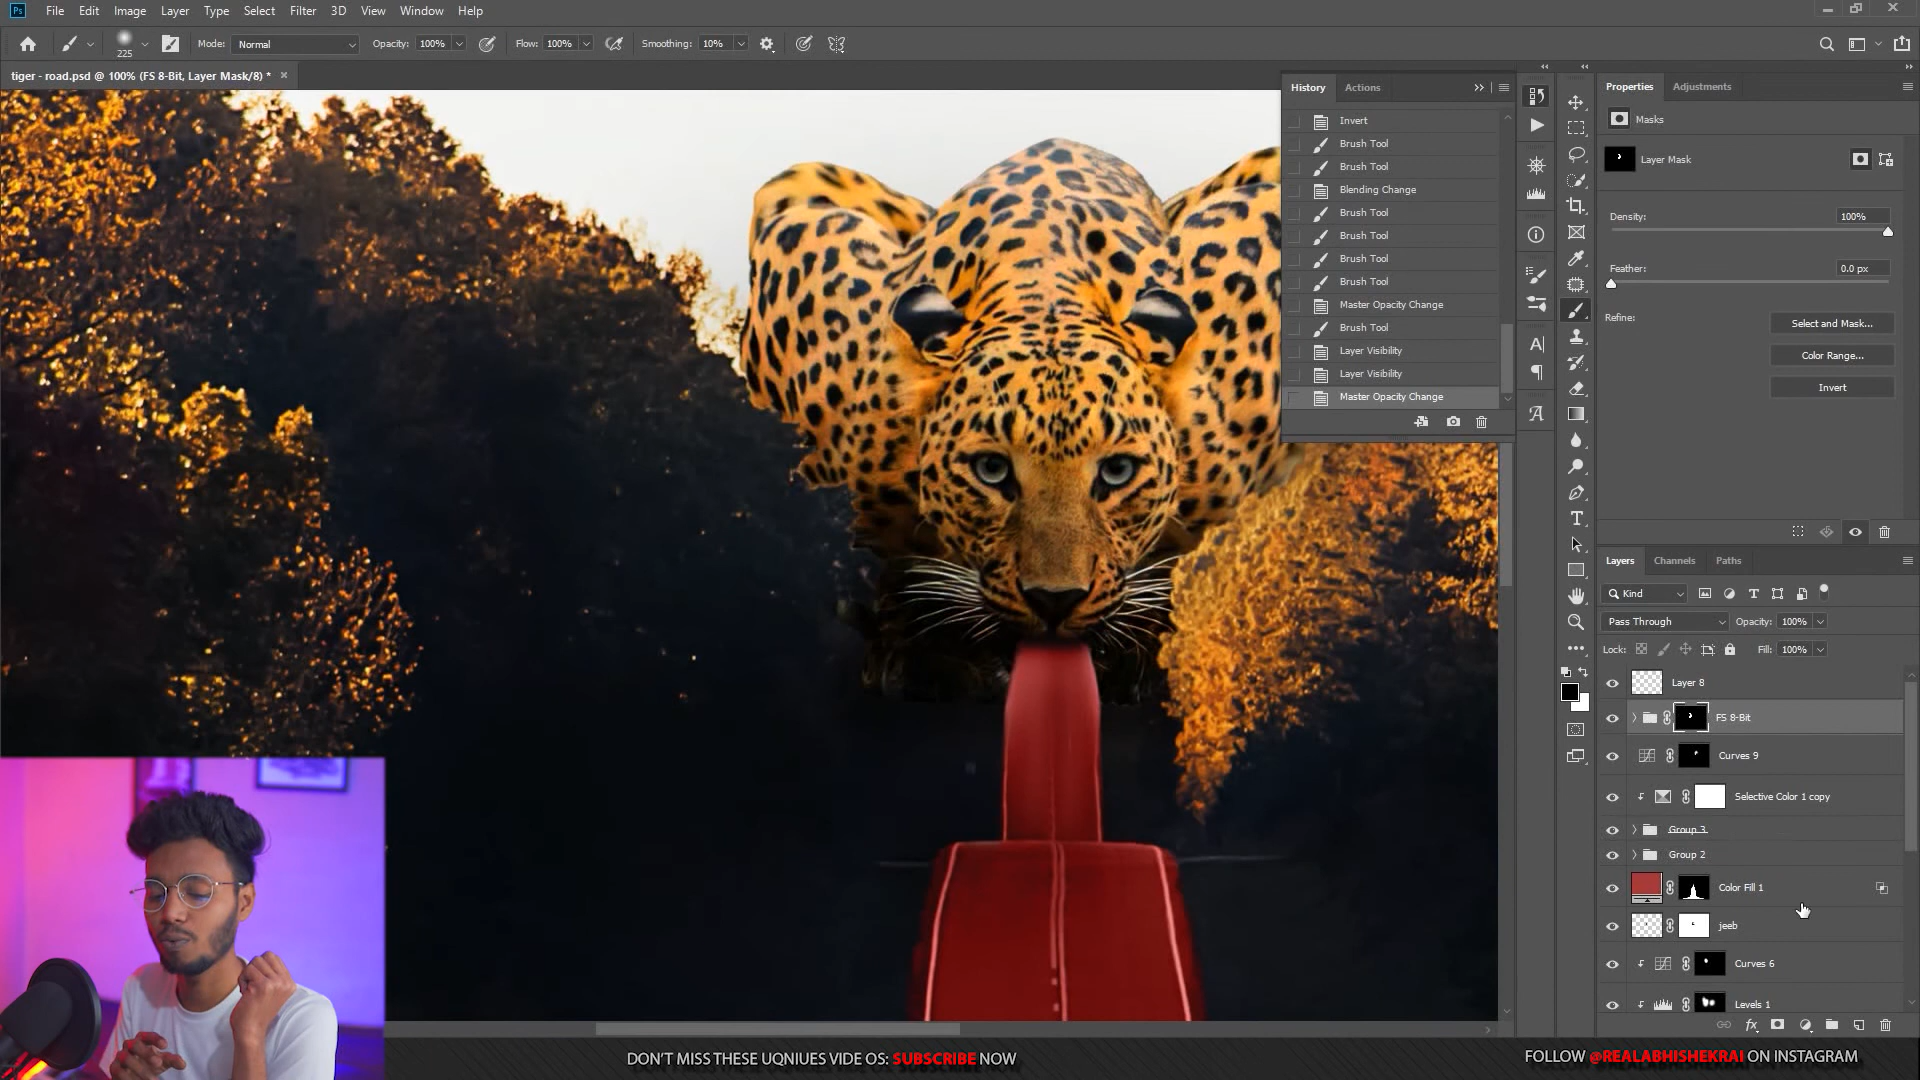 Ps File Edit Image Layer Type Select Filter 3D View Window Help
225 Mode: Normal Opacity: 100% Flow: 100% Smoothing: 10%
tiger - road.psd @ 100% (FS 8-Bit, Layer Mask/8) *
History Actions
Invert
Brush Tool
Brush Tool
Blending Change
Brush Tool
Brush Tool
Brush Tool
Brush Tool
Master Opacity Change
Brush Tool
Layer Visibility
Layer Visibility
Master Opacity Change
Properties Adjustments
Masks
Layer Mask
Density: 100%
Feather: 0.0 px
Refine: Select and Mask...
Color Range...
Invert
Layers Channels Paths
Kind
Pass Through Opacity: 100%
Lock: Fill: 100%
Layer 8
FS 8-Bit
Curves 9
Selective Color 1 copy
Group 3
Group 2
Color Fill 1
jeeb
Curves 6
Levels 1
DON'T MISS THESE UQNIUES VIDE OS: SUBSCRIBE NOW
FOLLOW @REALABHISHEKRAI ON INSTAGRAM